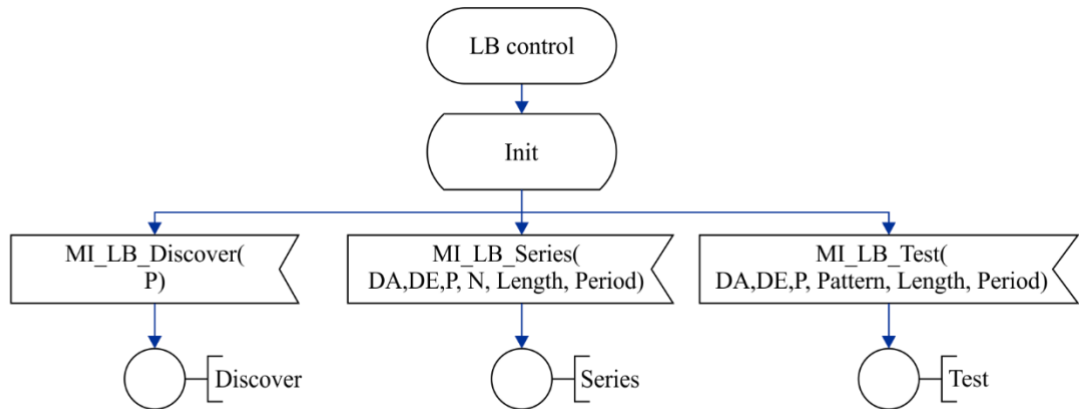 LB control
Init
MI_LB_Discover(
P)
MI_LB_Series(
DA,DE,P, N, Length, Period)
MI_LB_Test(
DA,DE,P, Pattern, Length, Period)
Discover
Series
Test